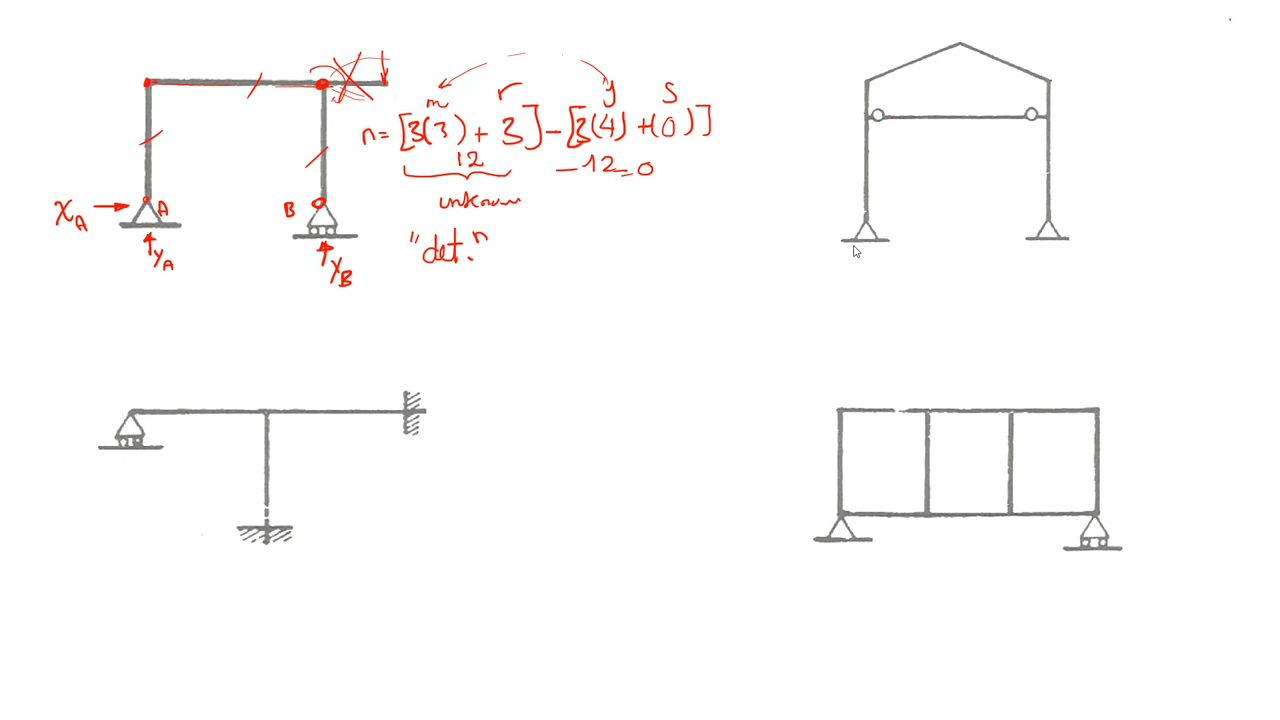 m r y S
n = [3(3) + 3] - [3(4) + (0)]
12 - 12 = 0
unknown
"det."
X_A A B
Y_A
Y_B